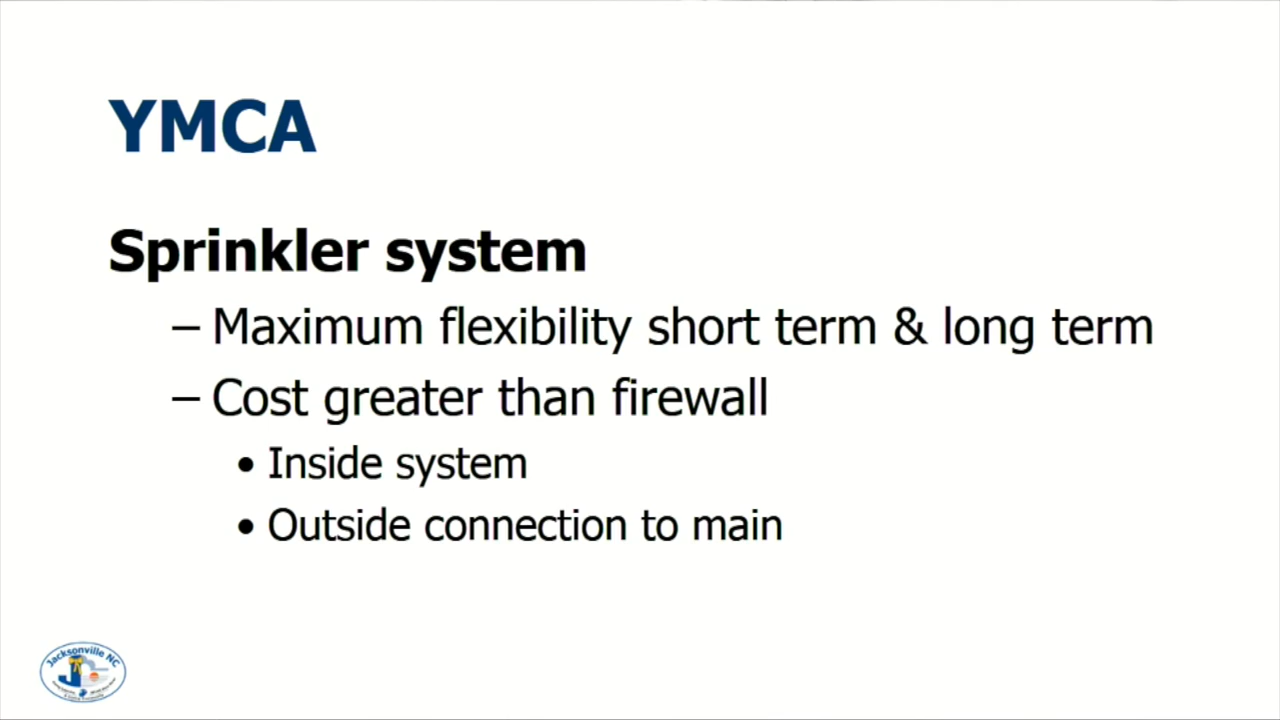 YMCA
Sprinkler system
– Maximum flexibility short term & long term
– Cost greater than firewall
• Inside system
• Outside connection to main
Jacksonville NC